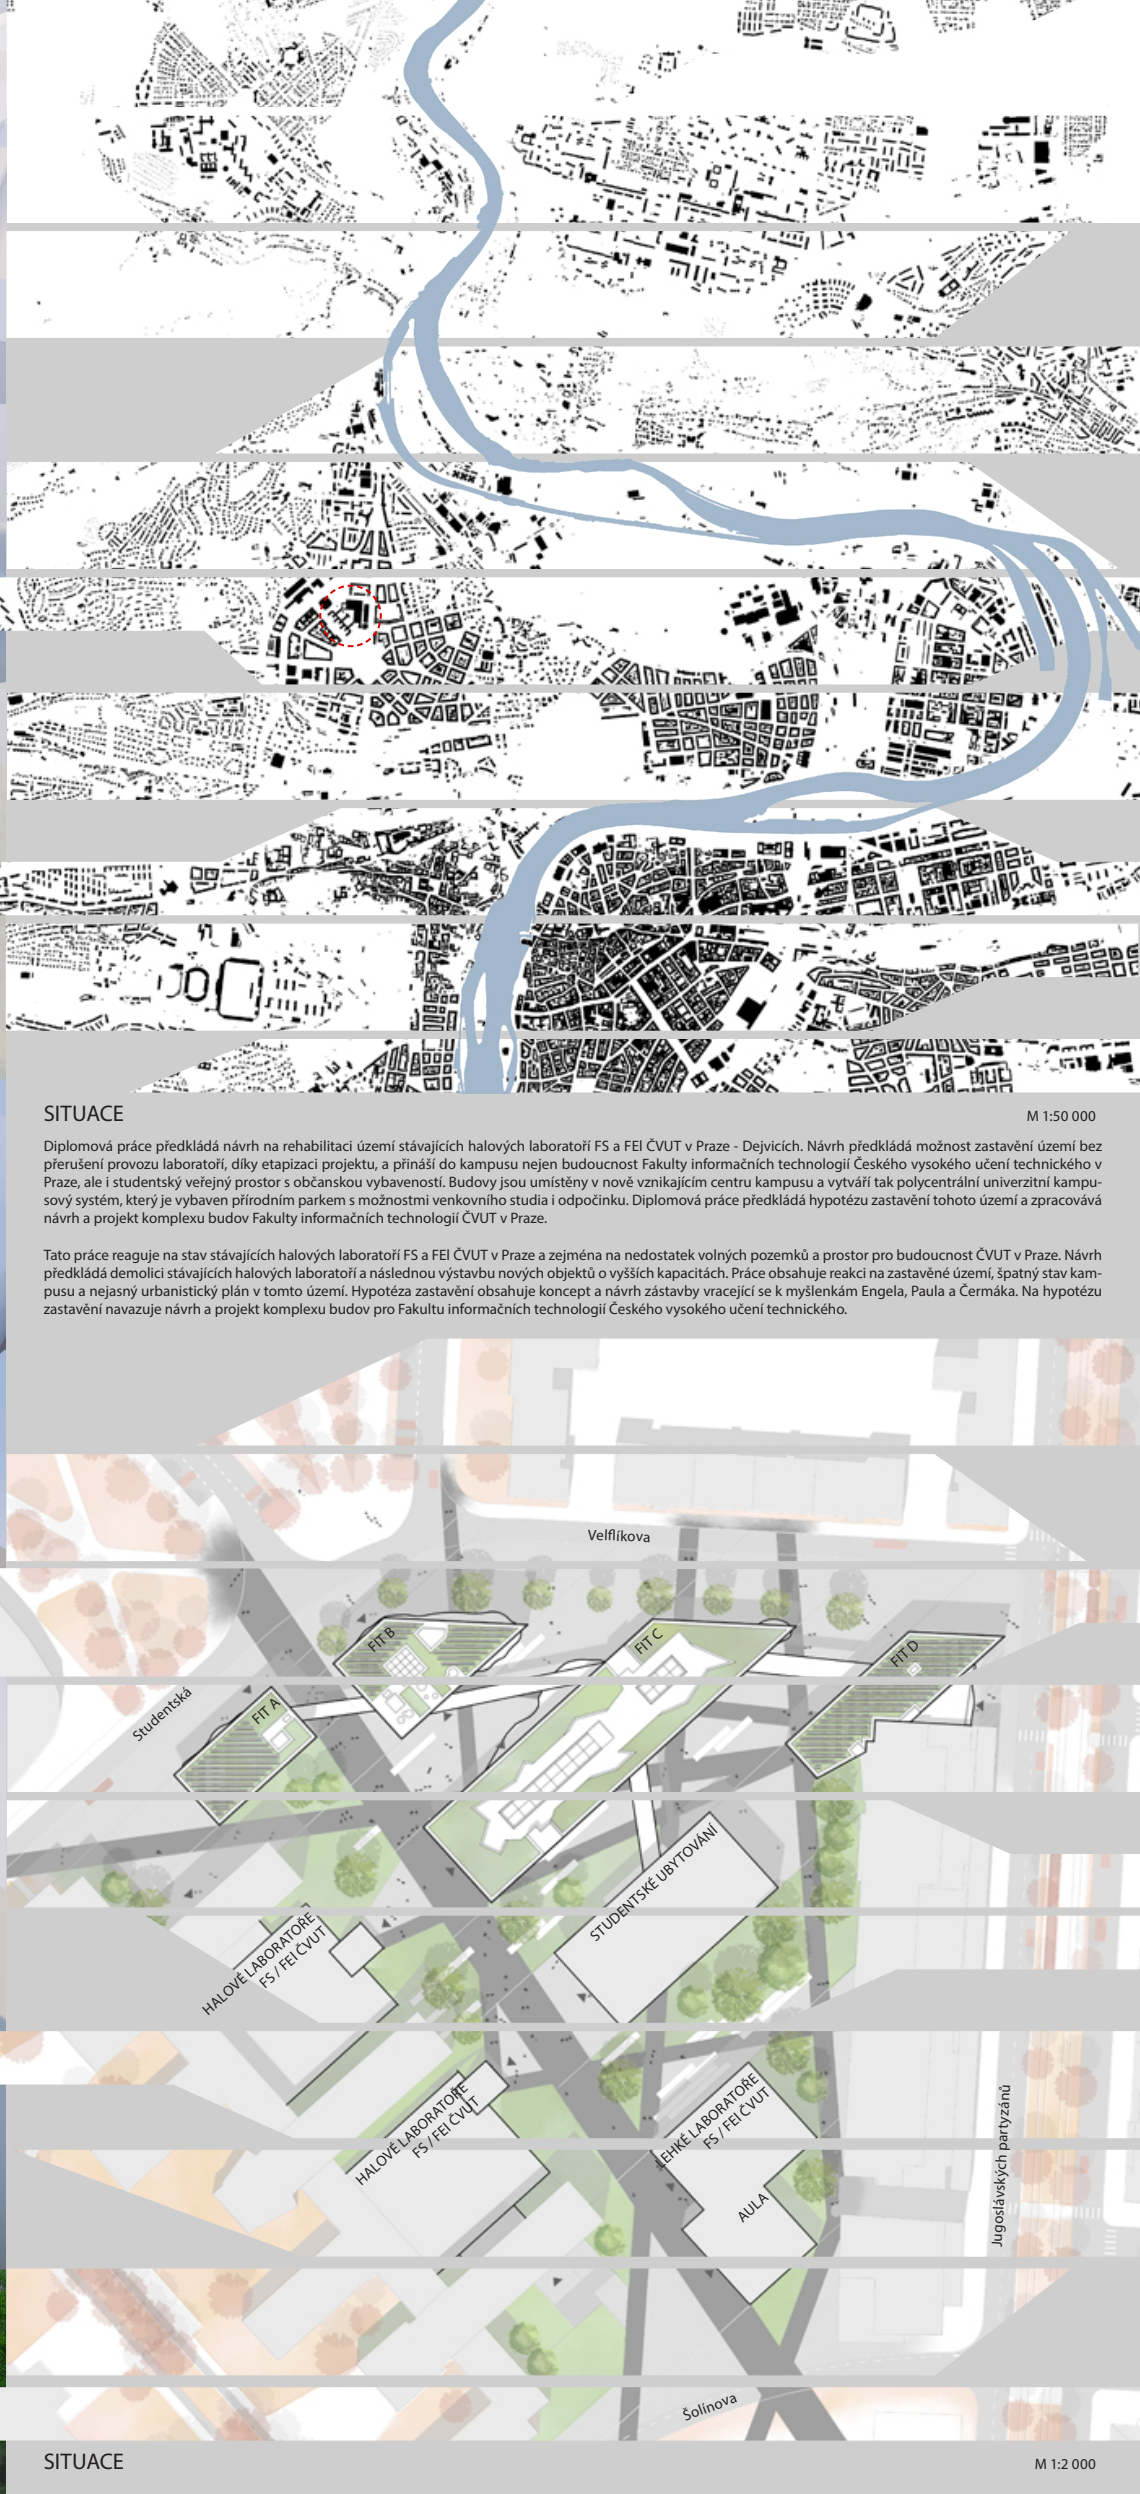 SITUACE
M 1:50 000
Diplomová práce předkládá návrh na rehabilitaci území stávajících halových laboratoří FS a FEl ČVUT v Praze - Dejvicích. Návrh předkládá možnost zastavění území bez
přerušení provozu laboratoří, díky etapizaci projektu, a přináší do kampusu nejen budoucnost Fakulty informačních technologií Českého vysokého učení technického v
Praze, ale i studentský veřejný prostor s občanskou vybaveností. Budovy jsou umístěny v nově vznikajícím centru kampusu a vytváří tak polycentrální univerzitní kampu-
sový systém, který je vybaven přírodním parkem s možnostmi venkovního studia i odpočinku. Diplomová práce předkládá hypotézu zastavění tohoto území a zpracovává
návrh a projekt komplexu budov Fakulty informačních technologií ČVUT v Praze.
Tato práce reaguje na stav stávajících halových laboratoří FS a FEl ČVUT v Praze a zejména na nedostatek volných pozemků a prostor pro budoucnost ČVUT v Praze. Návrh
předkládá demolici stávajících halových laboratoří a následnou výstavbu nových objektů o vyšších kapacitách. Práce obsahuje reakci na zastavěné území, špatný stav kam-
pusu a nejasný urbanistický plán v tomto území. Hypotéza zastavění obsahuje koncept a návrh zástavby vracející se k myšlenkám Engela, Paula a Čermáka. Na hypotézu
zastavění navazuje návrh a projekt komplexu budov pro Fakultu informačních technologií Českého vysokého učení technického.
Velflíkova
FIT B
FIT C
FIT D
Studentská
FIT A
STUDENTSKÉ UBYTOVÁNÍ
HALOVÉ LABORATOŘE
FS / FEl ČVUT
HALOVÉ LABORATOŘE
FS / FEl ČVUT
LEHKÉ LABORATOŘE
FS / FEl ČVUT
AULA
Jugoslávských partyzánů
Šolínova
SITUACE
M 1:2 000